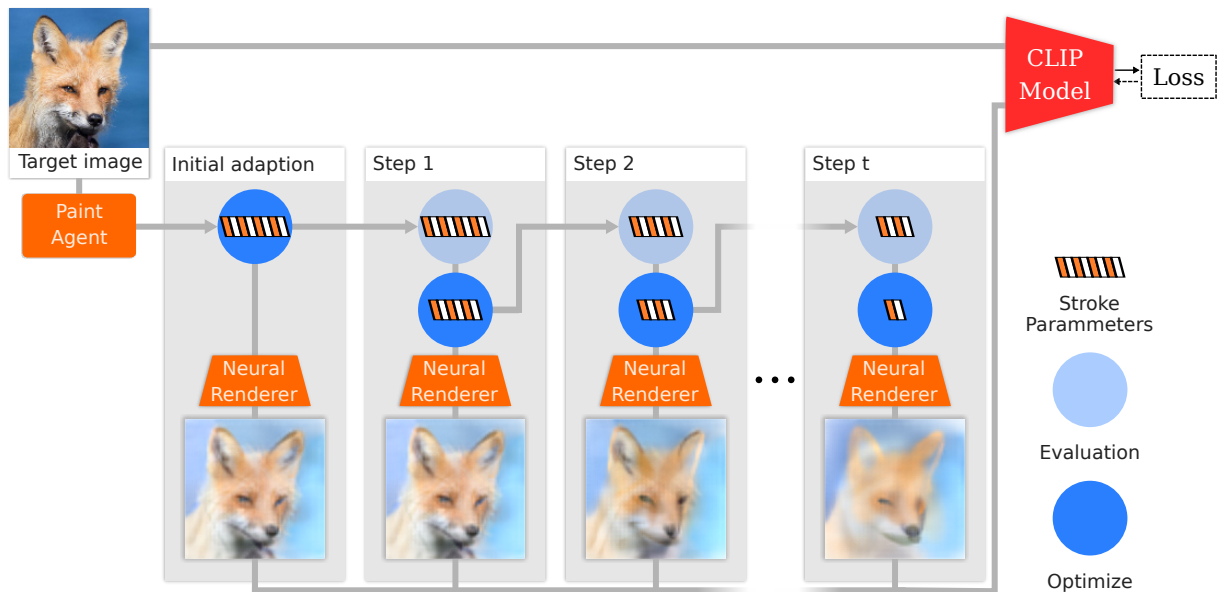 Target image
Paint
Agent
Initial adaption
Step 1
Step 2
Step t
Neural
Renderer
Neural
Renderer
Neural
Renderer
...
Neural
Renderer
CLIP
Model
Loss
Stroke
Parammeters
Evaluation
Optimize